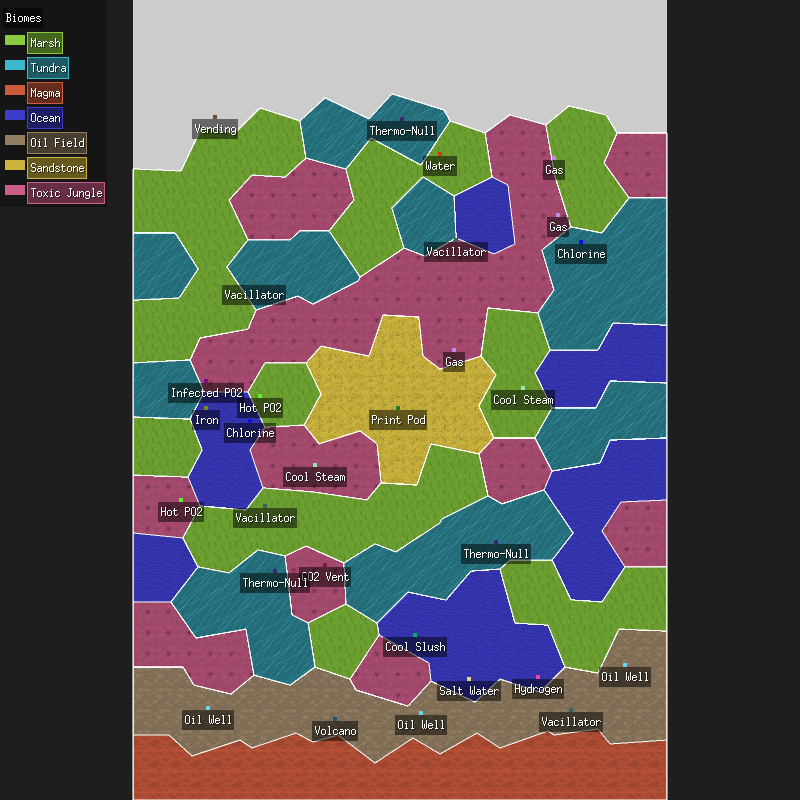 Biomes
Marsh
Tundra
Magma
Ocean
Oil Field
Sandstone
Toxic Jungle
Vending
Thermo-Null
Water
Gas
Gas
Vacillator
Chlorine
Vacillator
Gas
Infected PO2
Hot PO2
Cool Steam
Iron
Print Pod
Chlorine
Cool Steam
Hot PO2
Vacillator
Thermo-Null
Thermo-Null
CO2 Vent
Cool Slush
Oil Well
Salt Water
Hydrogen
Oil Well
Volcano
Oil Well
Vacillator